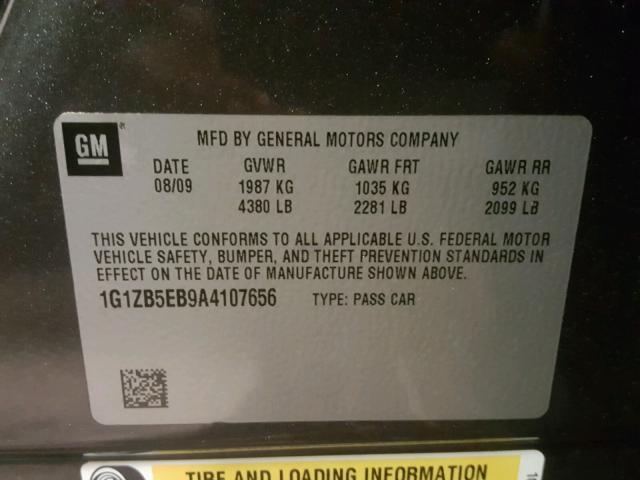 GM
MFD BY GENERAL MOTORS COMPANY
DATE GVWR GAWR FRT GAWR RR
08/09 1987 KG 1035 KG 952 KG
4380 LB 2281 LB 2099 LB
THIS VEHICLE CONFORMS TO ALL APPLICABLE U.S. FEDERAL MOTOR
VEHICLE SAFETY, BUMPER, AND THEFT PREVENTION STANDARDS IN
EFFECT ON THE DATE OF MANUFACTURE SHOWN ABOVE.
1G1ZB5EB9A4107656 TYPE: PASS CAR
TIRE AND LOADING INFORMATION